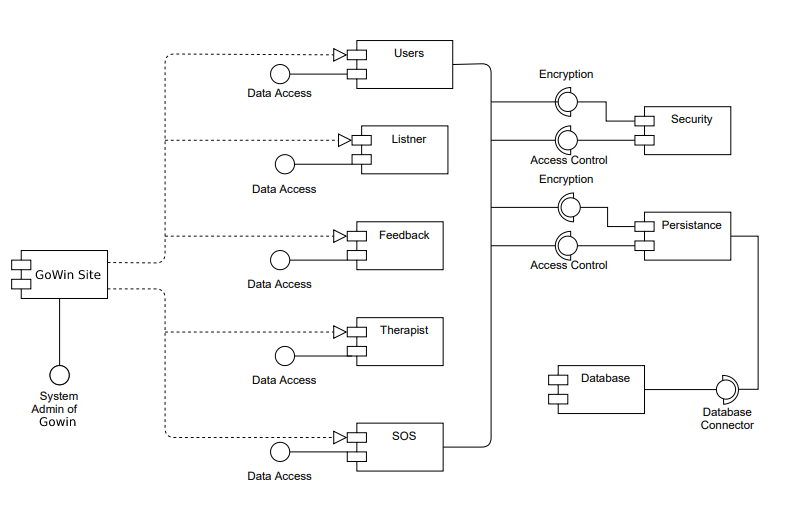 Users
Data Access
Encryption
Security
Access Control
Listner
Data Access
Encryption
Persistance
Access Control
Feedback
Data Access
GoWin Site
System
Admin of
Gowin
Therapist
Data Access
Database
Database
Connector
SOS
Data Access